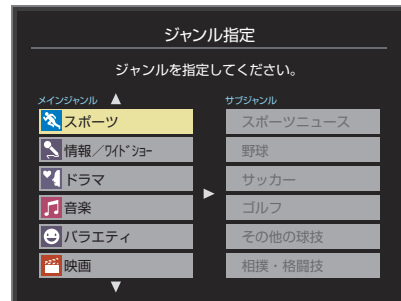 ジャンル指定
ジャンルを指定してください。
メインジャンル
サブジャンル
スポーツ
スポーツニュース
情報／ワイドショー
野球
ドラマ
サッカー
音楽
ゴルフ
バラエティ
その他の球技
映画
相撲・格闘技